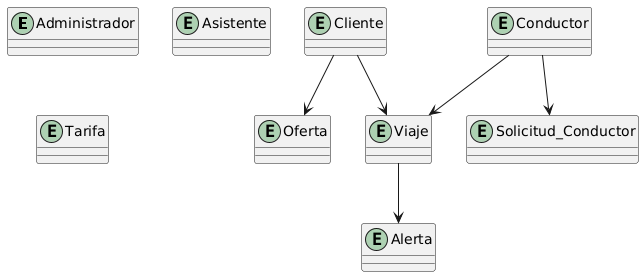 E Administrador
E Asistente
E Cliente
E Conductor
E Tarifa
E Oferta
E Viaje
E Solicitud_Conductor
E Alerta